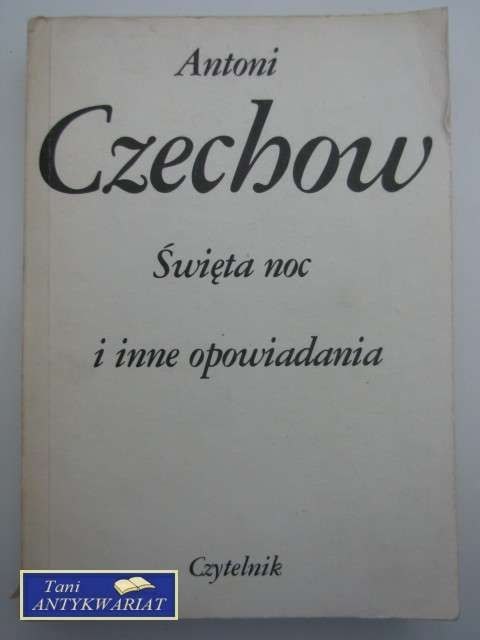 Antoni
Czechow
Święta noc
i inne opowiadania
Czytelnik
Tani
ANTYKWARIAT